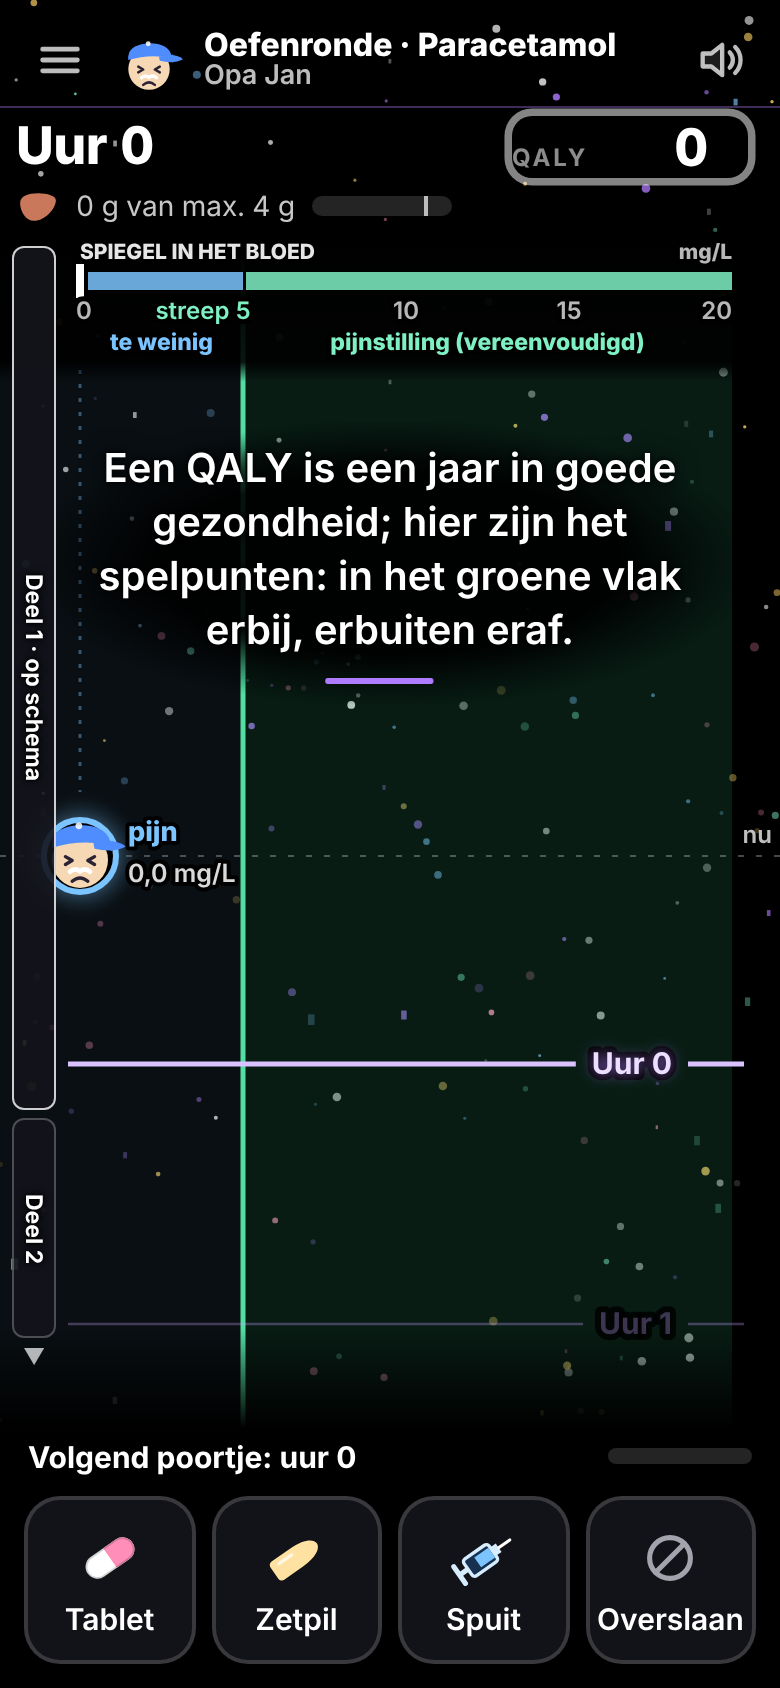 Oefenronde · Paracetamol
Opa Jan
Uur 0
QALY 0
0 g van max. 4 g
SPIEGEL IN HET BLOED mg/L
0 streep 5 10 15 20
te weinig pijnstilling (vereenvoudigd)
Een QALY is een jaar in goede
gezondheid; hier zijn het
spelpunten: in het groene vlak
erbij, erbuiten eraf.
Deel 1 · op schema
pijn
nu
0,0 mg/L
Uur 0
Deel 2
Uur 1
Volgend poortje: uur 0
Tablet Zetpil Spuit Overslaan